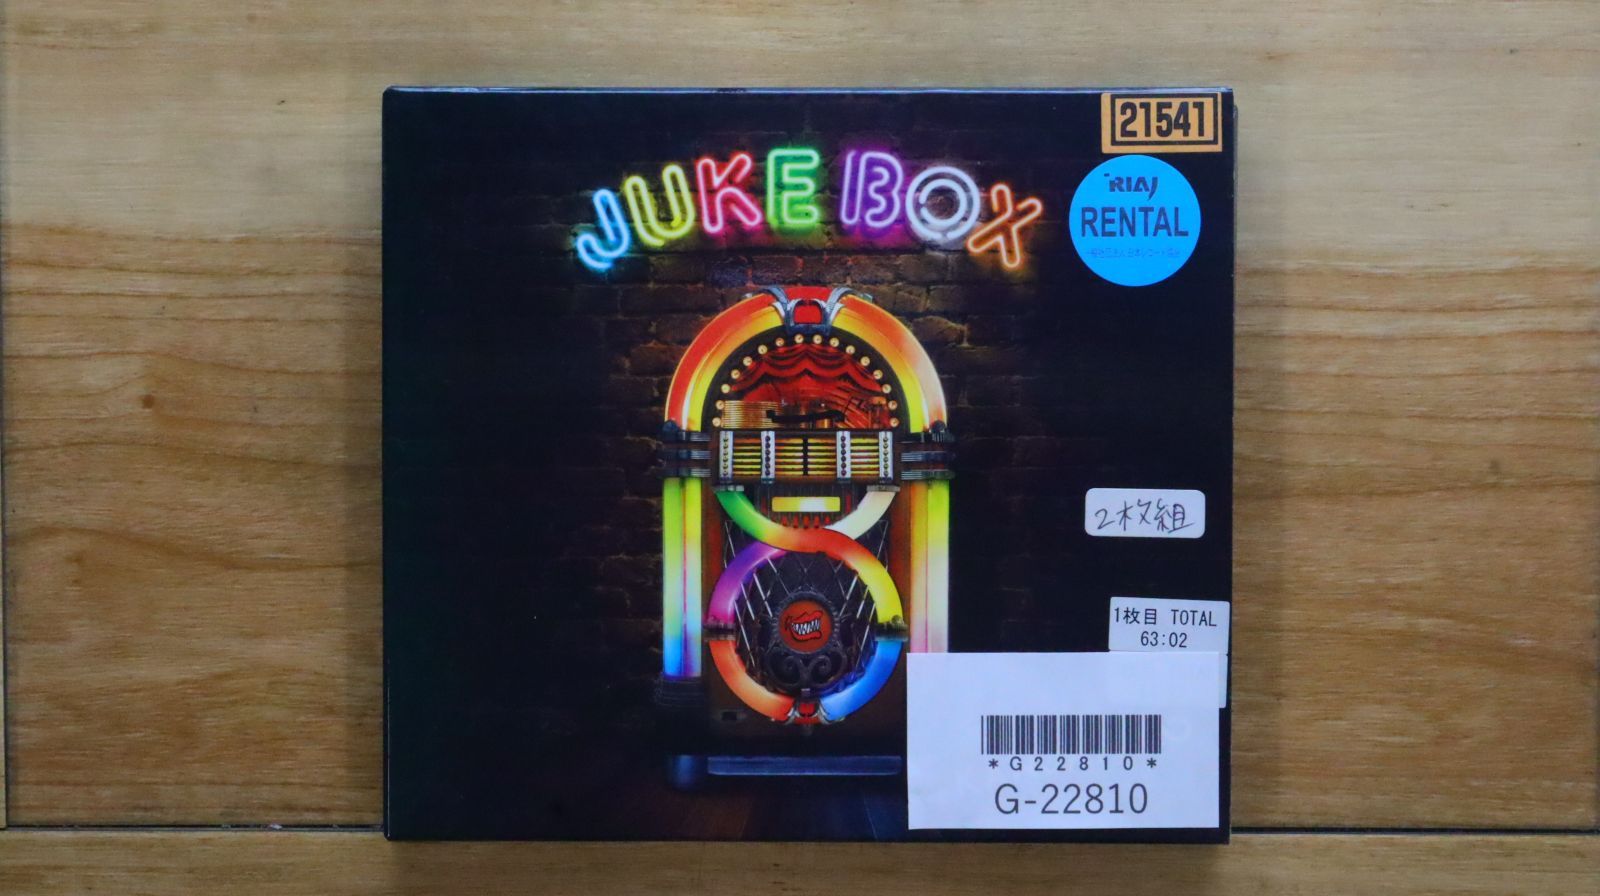 21541
RIAJ
RENTAL
JUKE BOX
2枚組
1枚目 TOTAL
63:02
*G22810*
G-22810